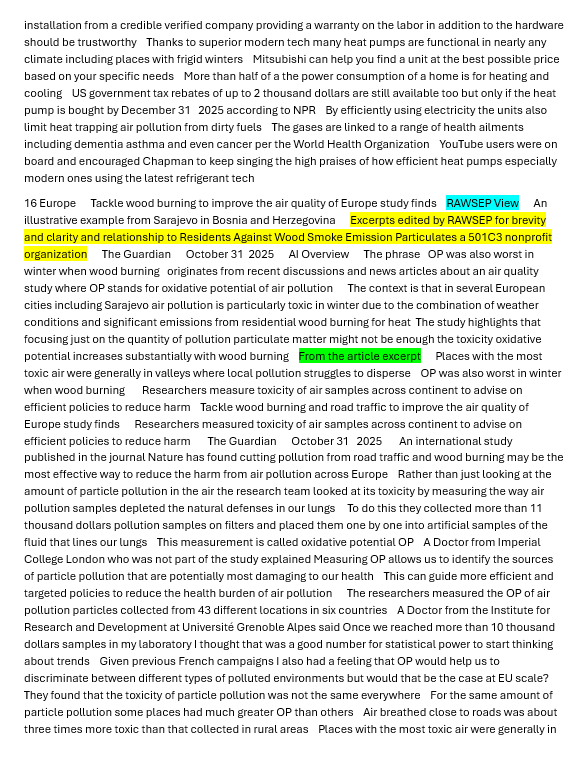 installation from a credible verified company providing a warranty on the labor in addition to the hardware
should be trustworthy Thanks to superior modern tech many heat pumps are functional in nearly any
climate including places with frigid winters Mitsubishi can help you find a unit at the best possible price
based on your specific needs More than half of a the power consumption of a home is for heating and
cooling US government tax rebates of up to 2 thousand dollars are still available too but only if the heat
pump is bought by December 31 2025 according to NPR By efficiently using electricity the units also
limit heat trapping air pollution from dirty fuels The gases are linked to a range of health ailments
including dementia asthma and even cancer per the World Health Organization YouTube users were on
board and encouraged Chapman to keep singing the high praises of how efficient heat pumps especially
modern ones using the latest refrigerant tech
16 Europe Tackle wood burning to improve the air quality of Europe study finds RAWSEP View An
illustrative example from Sarajevo in Bosnia and Herzegovina Excerpts edited by RAWSEP for brevity
and clarity and relationship to Residents Against Wood Smoke Emission Particulates a 501C3 nonprofit
organization The Guardian October 31 2025 AI Overview The phrase OP was also worst in
winter when wood burning originates from recent discussions and news articles about an air quality
study where OP stands for oxidative potential of air pollution The context is that in several European
cities including Sarajevo air pollution is particularly toxic in winter due to the combination of weather
conditions and significant emissions from residential wood burning for heat The study highlights that
focusing just on the quantity of pollution particulate matter might not be enough the toxicity oxidative
potential increases substantially with wood burning From the article excerpt Places with the most
toxic air were generally in valleys where local pollution struggles to disperse OP was also worst in winter
when wood burning Researchers measure toxicity of air samples across continent to advise on
efficient policies to reduce harm Tackle wood burning and road traffic to improve the air quality of
Europe study finds Researchers measured toxicity of air samples across continent to advise on
efficient policies to reduce harm The Guardian October 31 2025 An international study
published in the journal Nature has found cutting pollution from road traffic and wood burning may be the
most effective way to reduce the harm from air pollution across Europe Rather than just looking at the
amount of particle pollution in the air the research team looked at its toxicity by measuring the way air
pollution samples depleted the natural defenses in our lungs To do this they collected more than 11
thousand dollars pollution samples on filters and placed them one by one into artificial samples of the
fluid that lines our lungs This measurement is called oxidative potential OP A Doctor from Imperial
College London who was not part of the study explained Measuring OP allows us to identify the sources
of particle pollution that are potentially most damaging to our health This can guide more efficient and
targeted policies to reduce the health burden of air pollution The researchers measured the OP of air
pollution particles collected from 43 different locations in six countries A Doctor from the Institute for
Research and Development at Université Grenoble Alpes said Once we reached more than 10 thousand
dollars samples in my laboratory I thought that was a good number for statistical power to start thinking
about trends Given previous French campaigns I also had a feeling that OP would help us to
discriminate between different types of polluted environments but would that be the case at EU scale?
They found that the toxicity of particle pollution was not the same everywhere For the same amount of
particle pollution some places had much greater OP than others Air breathed close to roads was about
three times more toxic than that collected in rural areas Places with the most toxic air were generally in